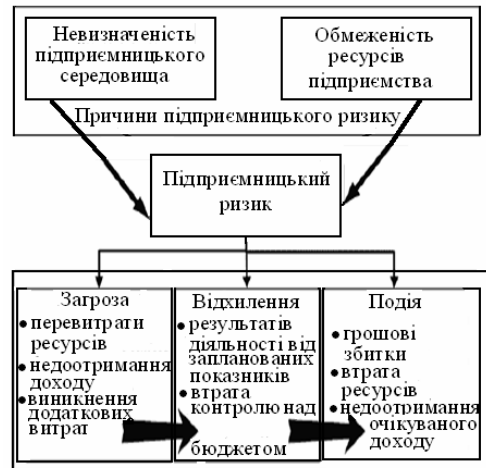 Невизначеність
підприємницького
середовища
Обмеженість
ресурсів
підприємства
Причини підприємницького ризику
Підприємницький
ризик
Загроза
• перевитрати
ресурсів
• недоотримання
доходу
• виникнення
додаткових
витрат
Відхилення
• результатів
діяльності від
запланованих
показників
• втрата
контролю над
бюджетом
Подія
• грошові
збитки
• втрата
ресурсів
• недоотримання
очікуваного
доходу